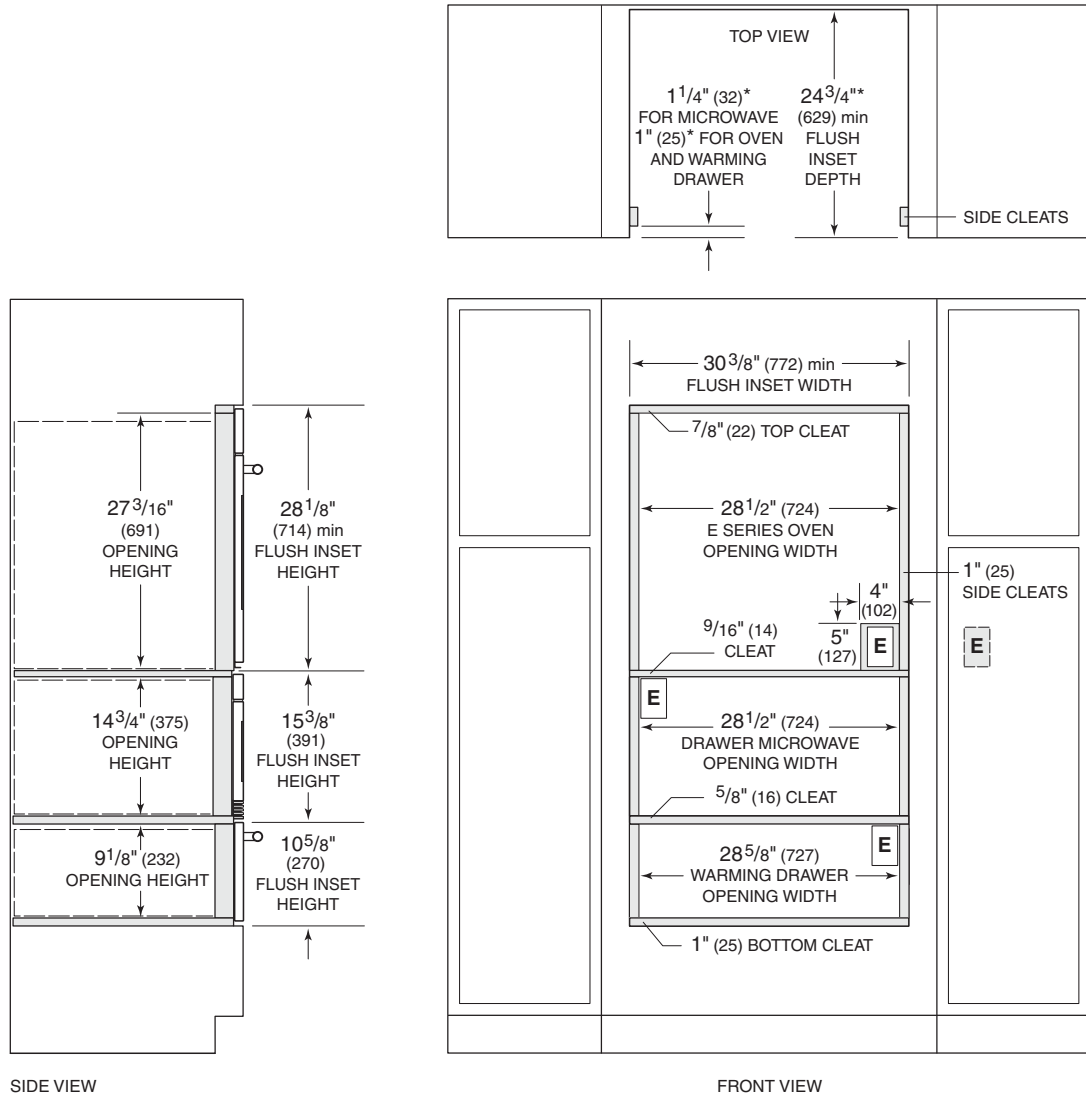 TOP VIEW
1 1/4" (32)*
FOR MICROWAVE
1" (25)* FOR OVEN
AND WARMING
DRAWER
24 3/4"*
(629) min
FLUSH
INSET
DEPTH
SIDE CLEATS
27 3/16"
(691)
OPENING
HEIGHT
28 1/8"
(714) min
FLUSH INSET
HEIGHT
14 3/4" (375)
OPENING
HEIGHT
15 3/8"
(391)
FLUSH INSET
HEIGHT
9 1/8" (232)
OPENING HEIGHT
10 5/8"
(270)
FLUSH INSET
HEIGHT
SIDE VIEW
30 3/8" (772) min
FLUSH INSET WIDTH
7/8" (22) TOP CLEAT
28 1/2" (724)
E SERIES OVEN
OPENING WIDTH
1" (25)
SIDE CLEATS
4"
(102)
5"
(127)
E
E
9/16" (14)
CLEAT
E
28 1/2" (724)
DRAWER MICROWAVE
OPENING WIDTH
5/8" (16) CLEAT
E
28 5/8" (727)
WARMING DRAWER
OPENING WIDTH
1" (25) BOTTOM CLEAT
FRONT VIEW